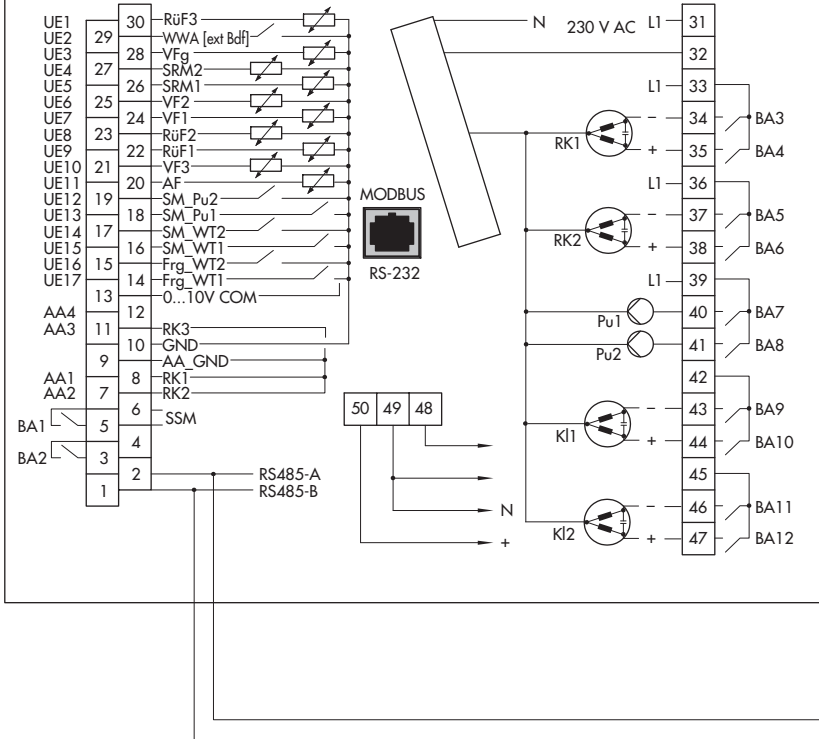 UE1 30 RüF3
UE2 29 WWA [ext Bdf]
UE3 28 VFg
UE4 27 SRM2
UE5 26 SRM1
UE6 25 VF2
UE7 24 VF1
UE8 23 RüF2
UE9 22 RüF1
UE10 21 VF3
UE11 20 AF
UE12 19 SM_Pu2
UE13 18 SM_Pu1
UE14 17 SM_WT2
UE15 16 SM_WT1
UE16 15 Frg_WT2
UE17 14 Frg_WT1
13 0...10V COM
AA4 12
AA3 11 RK3
10 GND
9 AA_GND
AA1 8 RK1
AA2 7 RK2
6 SSM
BA1 5
4
BA2 3
2 RS485-A
1 RS485-B
MODBUS
RS-232
50 49 48
N
+
N 230 V AC L1 31
32
L1 33
RK1 − 34 BA3
+ 35 BA4
L1 36
RK2 − 37 BA5
+ 38 BA6
L1 39
Pu1 40 BA7
Pu2 41 BA8
42
Kl1 − 43 BA9
+ 44 BA10
45
Kl2 − 46 BA11
+ 47 BA12